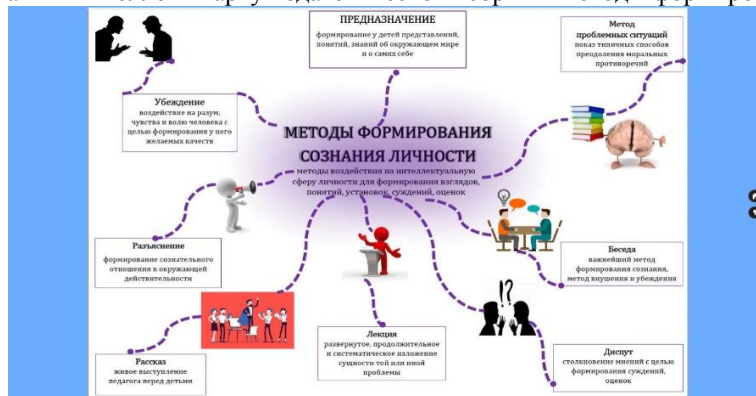 ПРЕДНАЗНАЧЕНИЕ
формирование у детей представлений,
понятий, знаний об окружающем мире
и о самих себе
Метод
проблемных ситуаций
показ типичных способов
преодоления моральных
противоречий
Убеждение
воздействие на разум,
чувства и волю человека с
целью формирования у него
желаемых качеств
МЕТОДЫ ФОРМИРОВАНИЯ
СОЗНАНИЯ ЛИЧНОСТИ
методы воздействия на интеллектуальную
сферу личности для формирования взглядов,
понятий, установок, суждений, оценок
Разъяснение
формирование сознательного
отношения к окружающей
действительности
Беседа
важнейший метод
формирования сознания,
метод внушения и убеждения
!?
Рассказ
живое выступление
педагога перед детьми
Лекция
развернутое, продолжительное
и систематическое изложение
сущности той или иной
проблемы
Диспут
столкновение мнений с целью
формирования суждений,
оценок